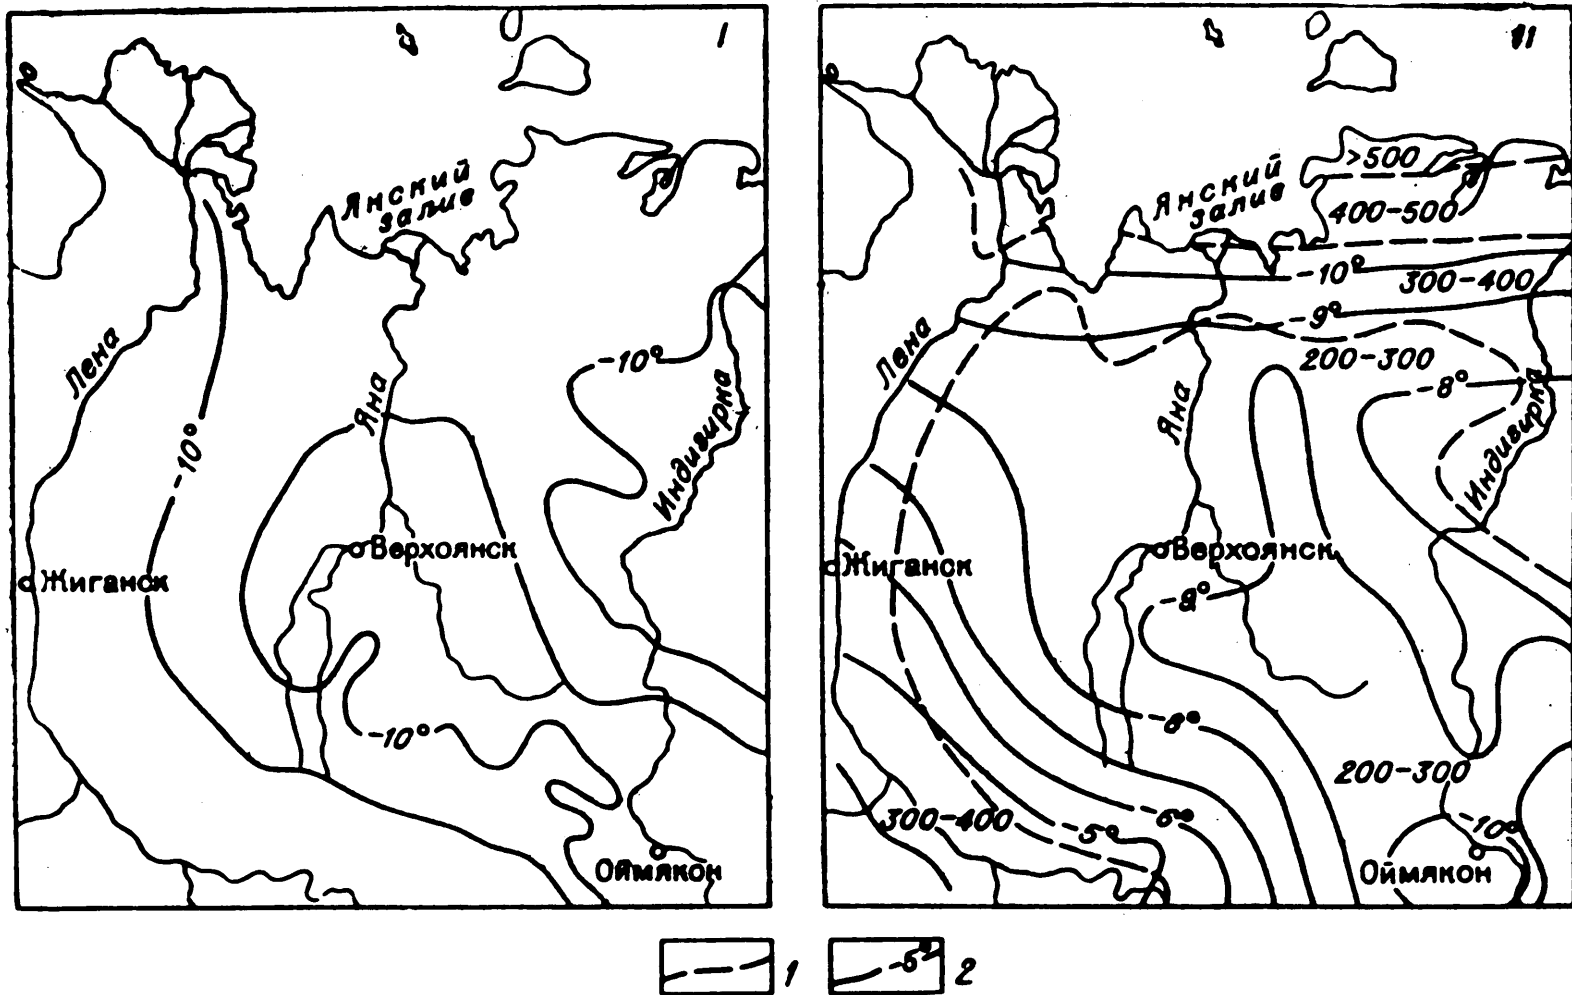 I
Янский
залив
Лена
-10°
-10°
Яна
Индигирка
Верхоянск
Жиганск
-10°
Оймякон
II
>500
Янский
залив
400-500
-10°
300-400
-9°
Лена
200-300
-8°
Яна
Индигирка
Верхоянск
Жиганск
-9°
-8°
200-300
300-400
-5°
-6°
-10°
Оймякон
1
-5°
2